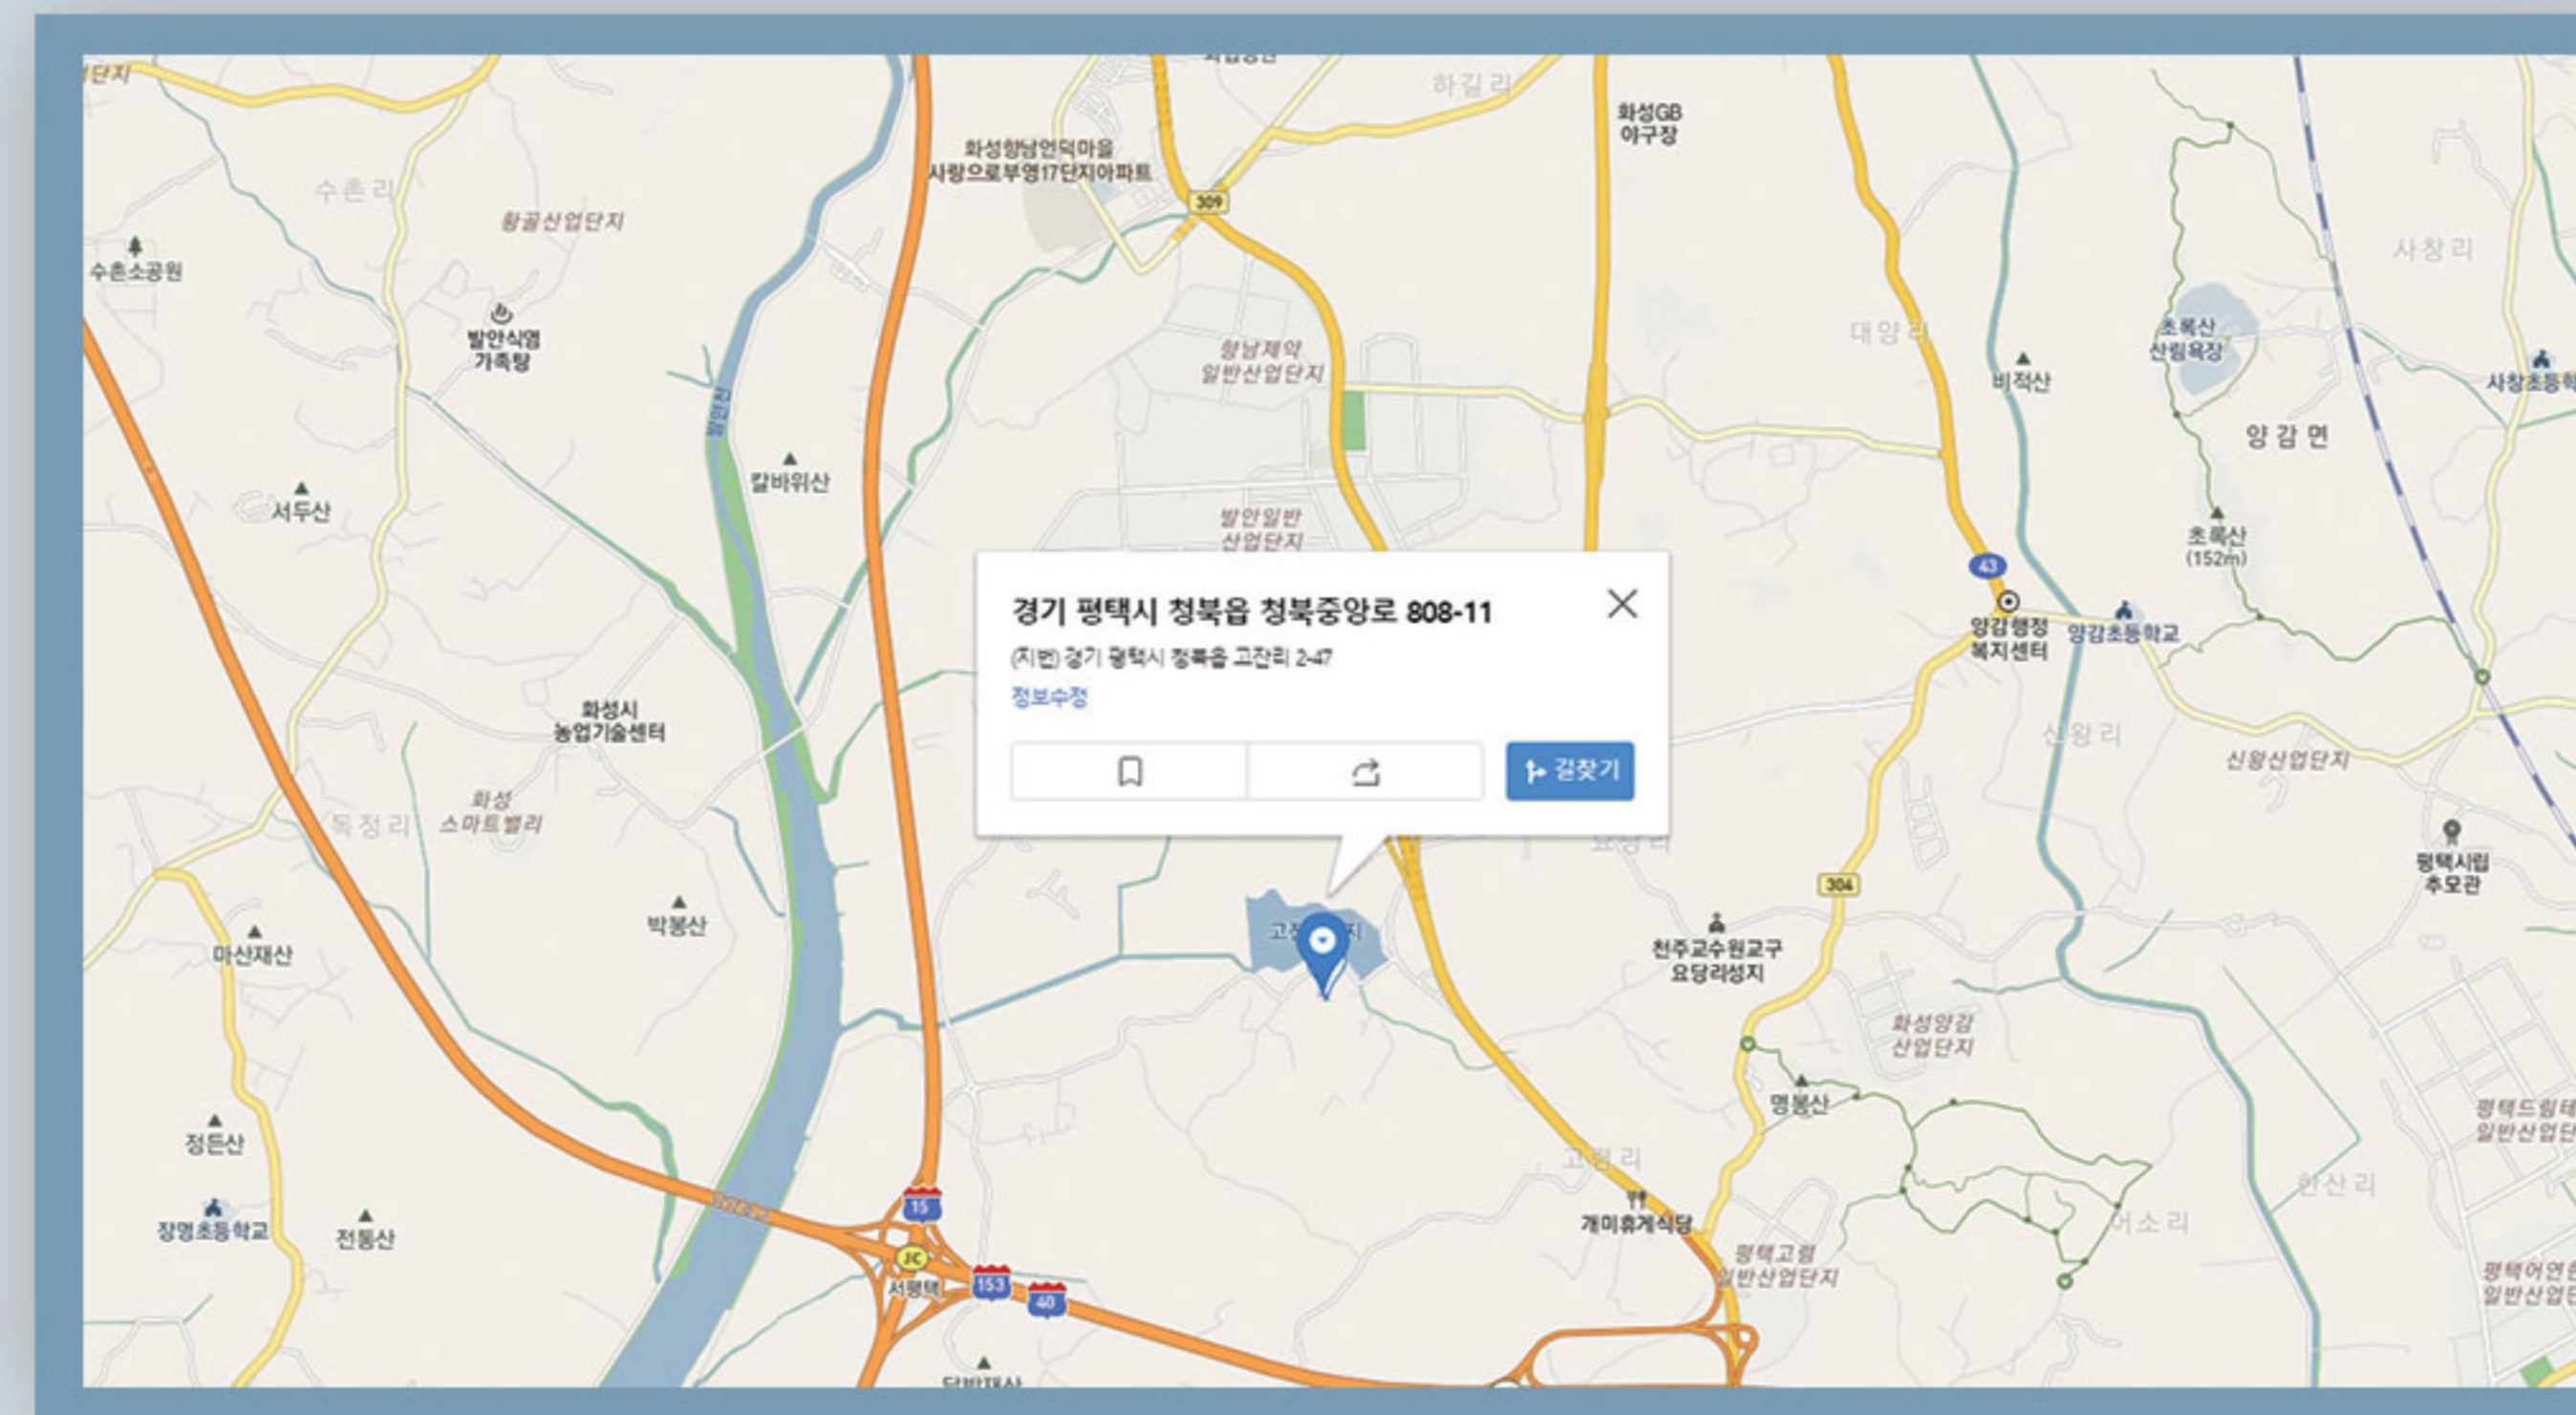 하길리
화성GB
야구장
화성향남언덕마을
사랑으로부영17단지아파트
수촌리
309
황골산업단지
사창리
수촌소공원
발안식염
가족탕
향남제약
일반산업단지
대양리
초록산
산림욕장
비적산
사창초등학
발안천
양감면
칼바위산
서두산
발안일반
산업단지
초록산
(152m)
43
경기 평택시 청북읍 청북중앙로 808-11
양감행정
복지센터
양감초등학교
(지번) 경기 평택시 청북읍 고잔리 2-47
정보수정
화성시
농업기술센터
신왕리
신왕산업단지
길찾기
화성
스마트밸리
독정리
요당리
평택시립
추모관
304
박봉산
마산재산
천주교수원교구
요당리성지
화성양감
산업단지
명봉산
정든산
평택드림테
일반산업단
고렴리
한산리
15
장명초등학교
전통산
개미휴게식당
어소리
JC
서평택
153
40
평택고렴
일반산업단지
평택어연한
일반산업단